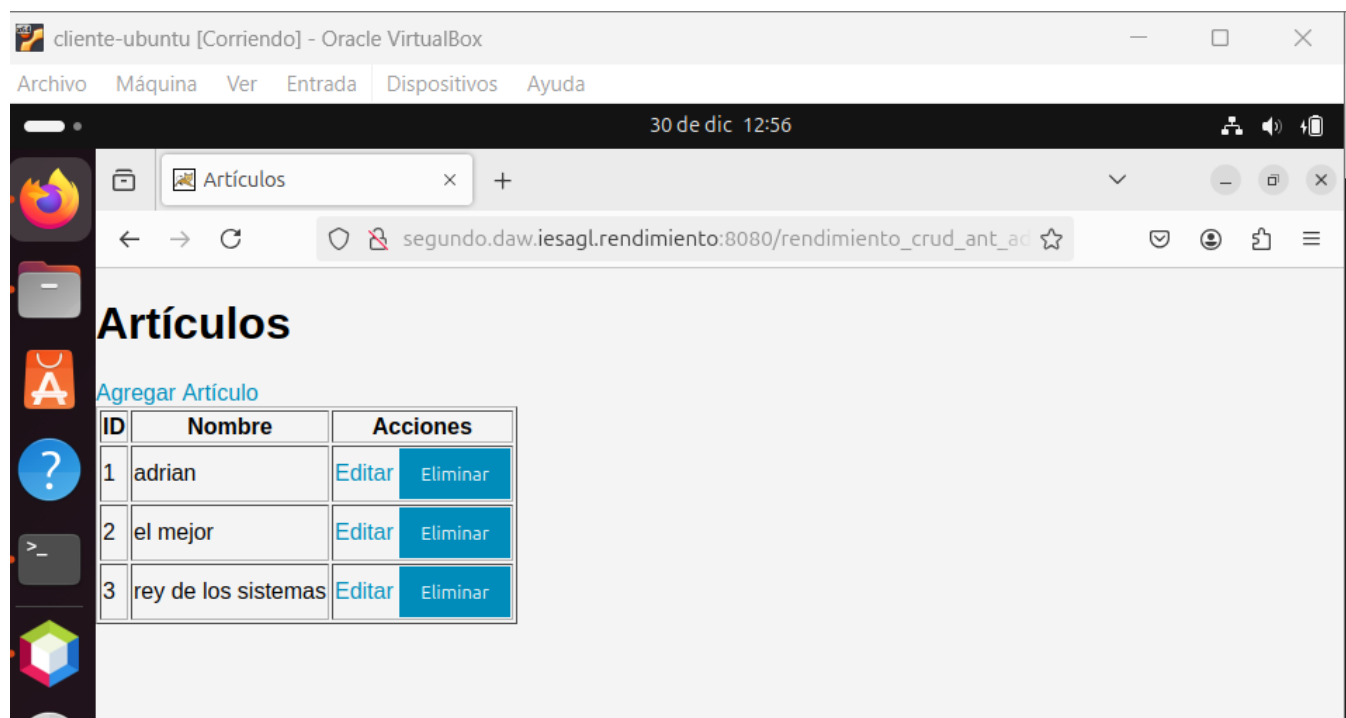 cliente-ubuntu [Corriendo] - Oracle VirtualBox
Archivo Máquina Ver Entrada Dispositivos Ayuda
30 de dic 12:56
Artículos
segundo.daw.iesagl.rendimiento:8080/rendimiento_crud_ant_ad
Artículos
Agregar Artículo
ID Nombre Acciones
1 adrian Editar Eliminar
2 el mejor Editar Eliminar
3 rey de los sistemas Editar Eliminar